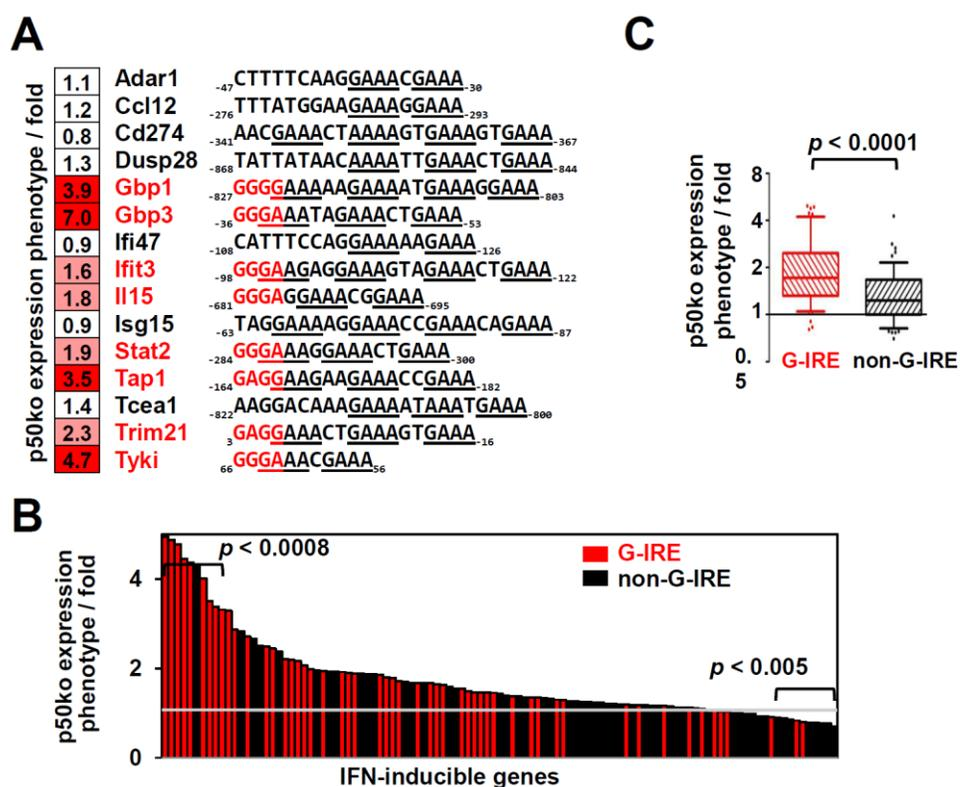 A
p50ko expression phenotype / fold
1.1 Adar1 -47CTTTTCAAGGAAACGAAA-30
1.2 Ccl12 -276TTTATGGAAGAAAGGAAA-293
0.8 Cd274 -341AACGAAACTAAAAGTGAAAGTGAAA-367
1.3 Dusp28 -868TATTATAACAAAATTGAAACTGAAA-844
3.9 Gbp1 -827GGGGAAAAAGAAAATGAAAGGAAA-803
7.0 Gbp3 -36GGGAAATAGAAACTGAAA-53
0.9 Ifi47 -108CATTTCCAGGAAAAAGAAA-126
1.6 Ifit3 -98GGGAAGAGGAAAGTAGAAACTGAAA-122
1.8 Il15 -681GGGAGGAAACGGAAA-695
0.9 Isg15 -63TAGGAAAAGGAAACCGAAACAGAAA-87
1.9 Stat2 -284GGGAAAGGAAACTGAAA-300
3.5 Tap1 -164GAGGAAGAAGAAACCGAAA-182
1.4 Tcea1 -822AAGGACAAAGAAAATAAATGAAA-800
2.3 Trim21 3GAGGAAACTGAAAGTGAAA-16
4.7 Tyki 66GGGAAACGAAA56
C
p50ko expression
phenotype / fold
p < 0.0001
8
4
2
1
0.
5
G-IRE non-G-IRE
B
p50ko expression
phenotype / fold
p < 0.0008
G-IRE
non-G-IRE
p < 0.005
4
2
0
IFN-inducible genes